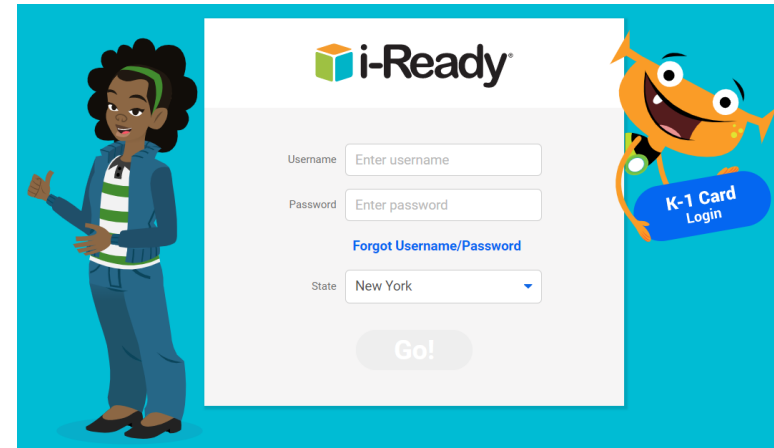 i-Ready®
Username Enter username
Password Enter password
Forgot Username/Password
State New York
Go!
K-1 Card
Login